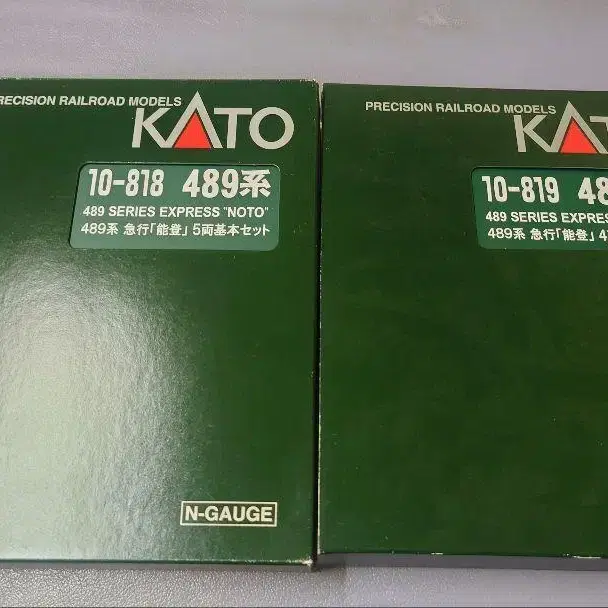 PRECISION RAILROAD MODELS
KATO
10-818 489系
489 SERIES EXPRESS "NOTO"
489系 急行「能登」5両基本セット
N-GAUGE
PRECISION RAILROAD MODELS
KAT
10-819 48
489 SERIES EXPRES
489系 急行「能登」4